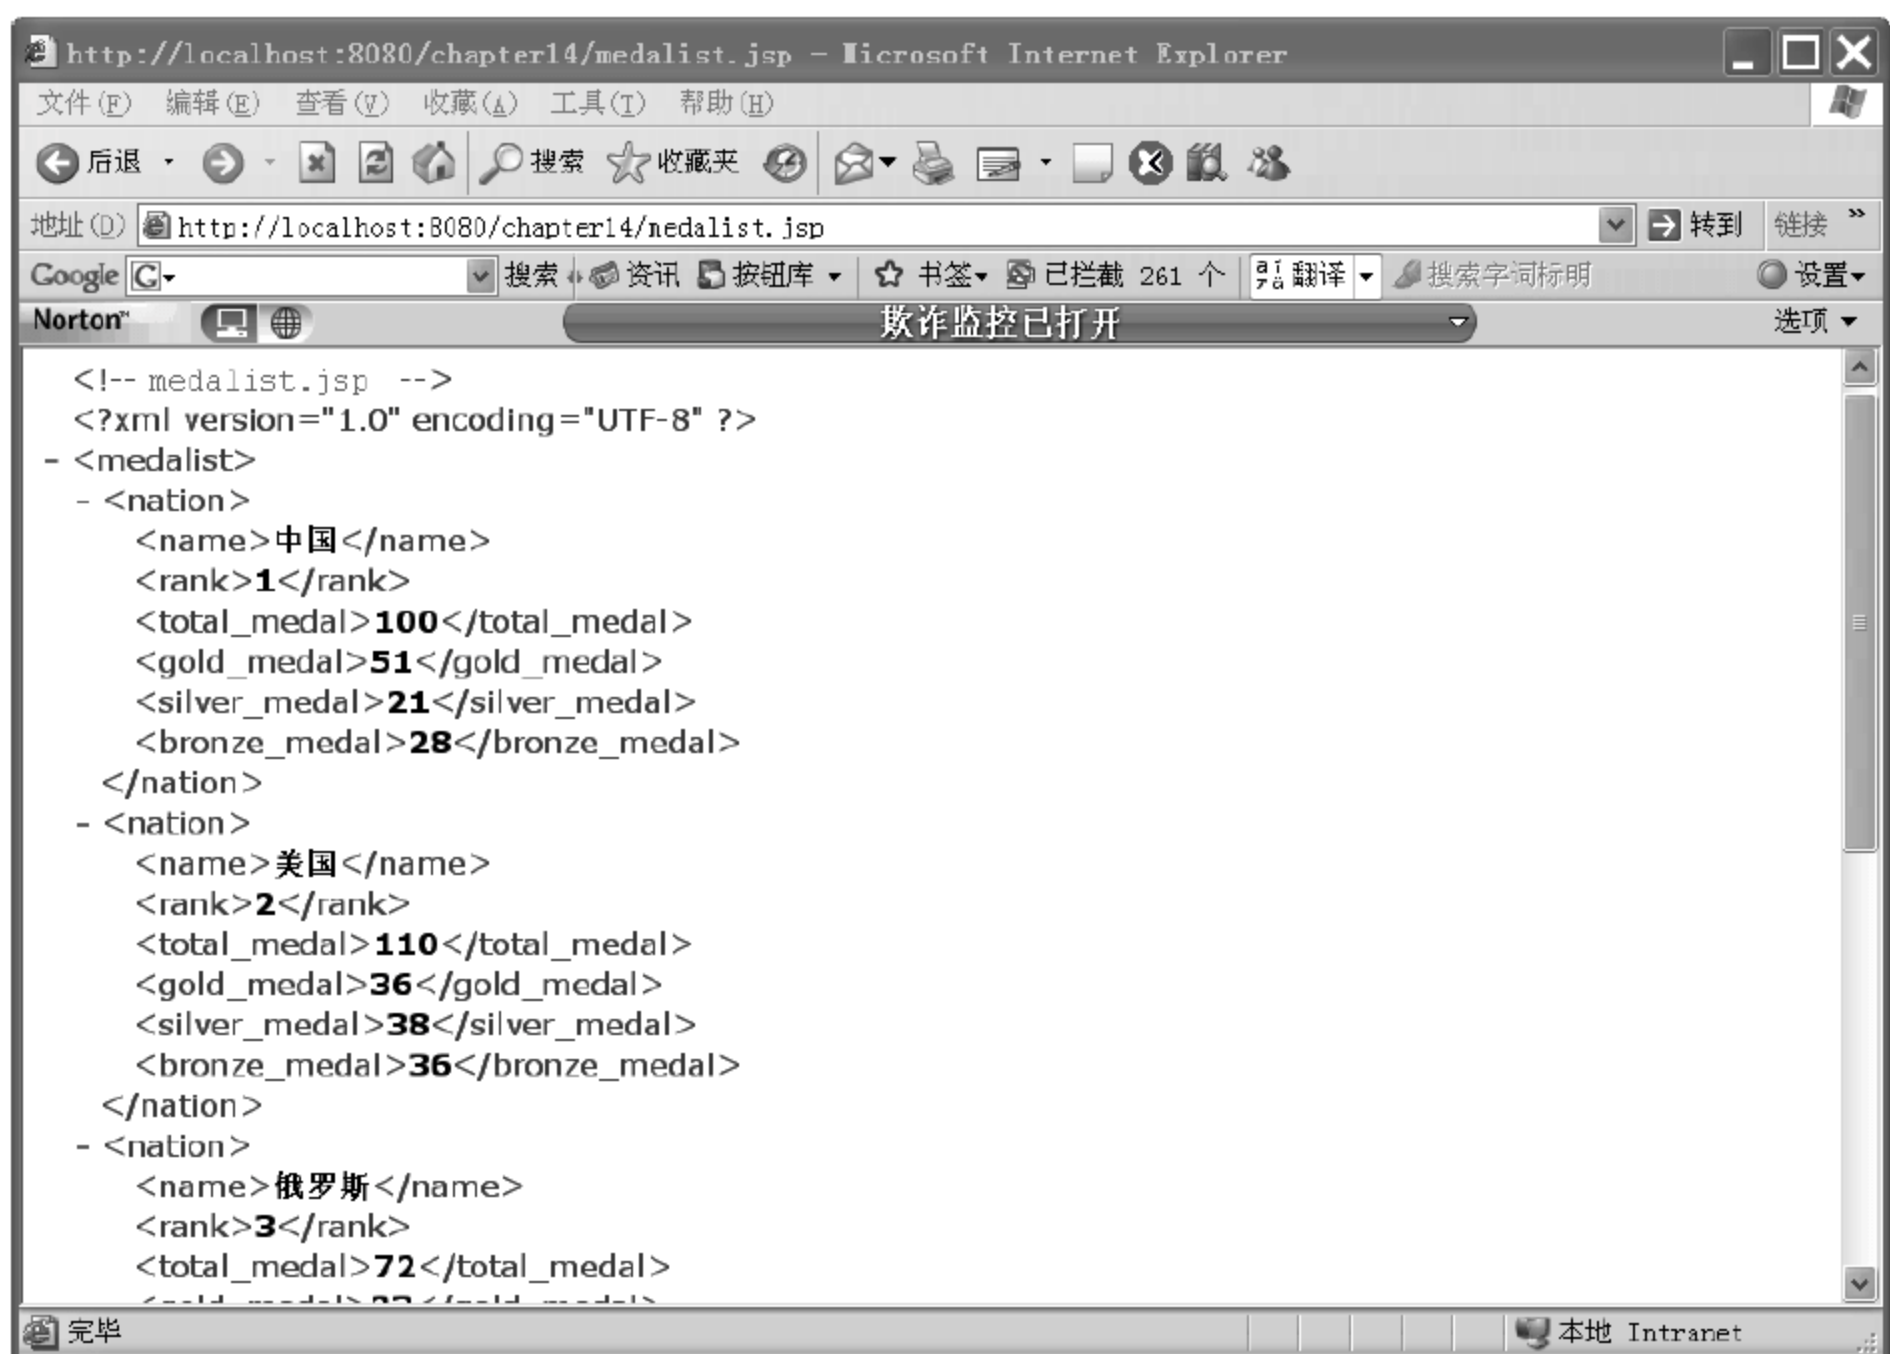 http://localhost:8080/chapter14/medalist.jsp - Microsoft Internet Explorer
文件(F) 编辑(E) 查看(V) 收藏(A) 工具(T) 帮助(H)
后退 搜索 收藏夹
地址(D) http://localhost:8080/chapter14/medalist.jsp 转到 链接 »
Google G 搜索 资讯 按钮库 书签 已拦截 261 个 翻译 搜索字词标明 设置
Norton™ 欺诈监控已打开 选项
<!-- medalist.jsp -->
<?xml version="1.0" encoding="UTF-8" ?>
- <medalist>
- <nation>
<name>中国</name>
<rank>1</rank>
<total_medal>100</total_medal>
<gold_medal>51</gold_medal>
<silver_medal>21</silver_medal>
<bronze_medal>28</bronze_medal>
</nation>
- <nation>
<name>美国</name>
<rank>2</rank>
<total_medal>110</total_medal>
<gold_medal>36</gold_medal>
<silver_medal>38</silver_medal>
<bronze_medal>36</bronze_medal>
</nation>
- <nation>
<name>俄罗斯</name>
<rank>3</rank>
<total_medal>72</total_medal>
完毕 本地 Intranet